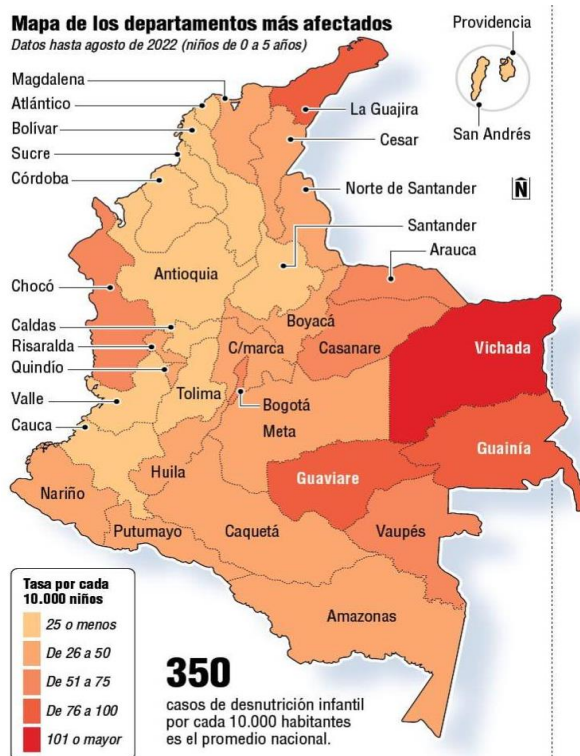 Mapa de los departamentos más afectados
Datos hasta agosto de 2022 (niños de 0 a 5 años)
Providencia
San Andrés
Magdalena
Atlántico
Bolívar
Sucre
Córdoba
La Guajira
Cesar
Norte de Santander
N
Santander
Arauca
Antioquia
Chocó
Caldas
Risaralda
Quindío
Valle
Cauca
Boyacá
C/marca
Casanare
Vichada
Tolima
Bogotá
Meta
Guainía
Huila
Guaviare
Nariño
Putumayo
Caquetá
Vaupés
Amazonas
Tasa por cada
10.000 niños
25 o menos
De 26 a 50
De 51 a 75
De 76 a 100
101 o mayor
350
casos de desnutrición infantil
por cada 10.000 habitantes
es el promedio nacional.